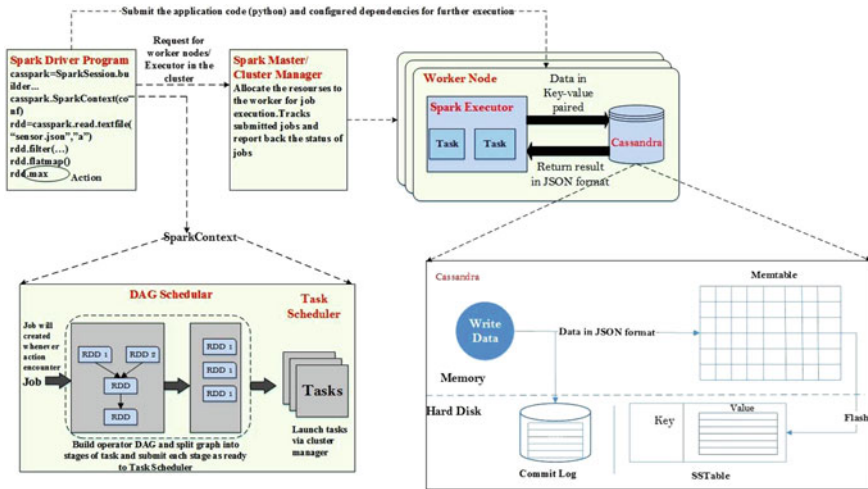 Submit the application code (python) and configured dependencies for further execution
Spark Driver Program
casspark=SparkSession.bu
ilder...
casspark.SparkContext(con
nf)
rdd=casspark.read.textfile(
"sensor.json","a")
rdd.filter(...)
rdd.flatmap()
rdd.max
Action
Request for
worker nodes/
Executor in the
cluster
Spark Master/
Cluster Manager
Allocate the resourses to
the worker for job
execution.Tracks
submitted jobs and
report back the status of
jobs
Worker Node
Spark Executor
Task
Task
Data in
Key-value
paired
Cassandra
Return result
in JSON format
SparkContext
DAG Schedular
Task
Scheduler
Job will
created
whenever
action
encounter
Job
RDD 1
RDD 2
RDD
RDD
RDD 1
RDD 1
RDD 1
Tasks
Build operator DAG and split graph into
stages of task and submit each stage as ready
to Task Scheduler
Launch tasks
via cluster
manager
Cassandra
Memtable
Write
Data
Data in JSON format
Memory
Hard Disk
Key
Value
Flash
Commit Log
SSTable